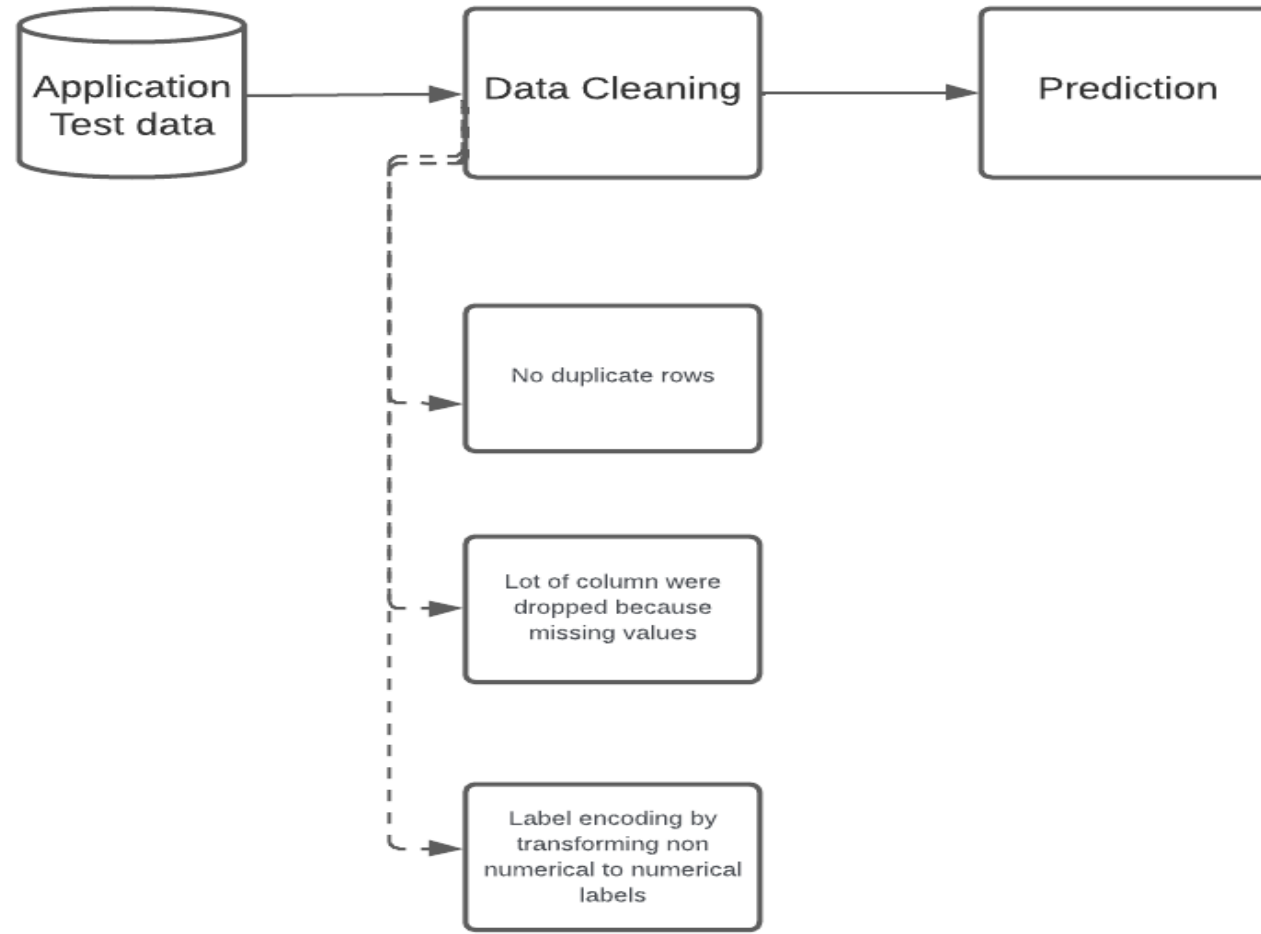 Application
Test data
Data Cleaning
Prediction
No duplicate rows
Lot of column were
dropped because
missing values
Label encoding by
transforming non
numerical to numerical
labels